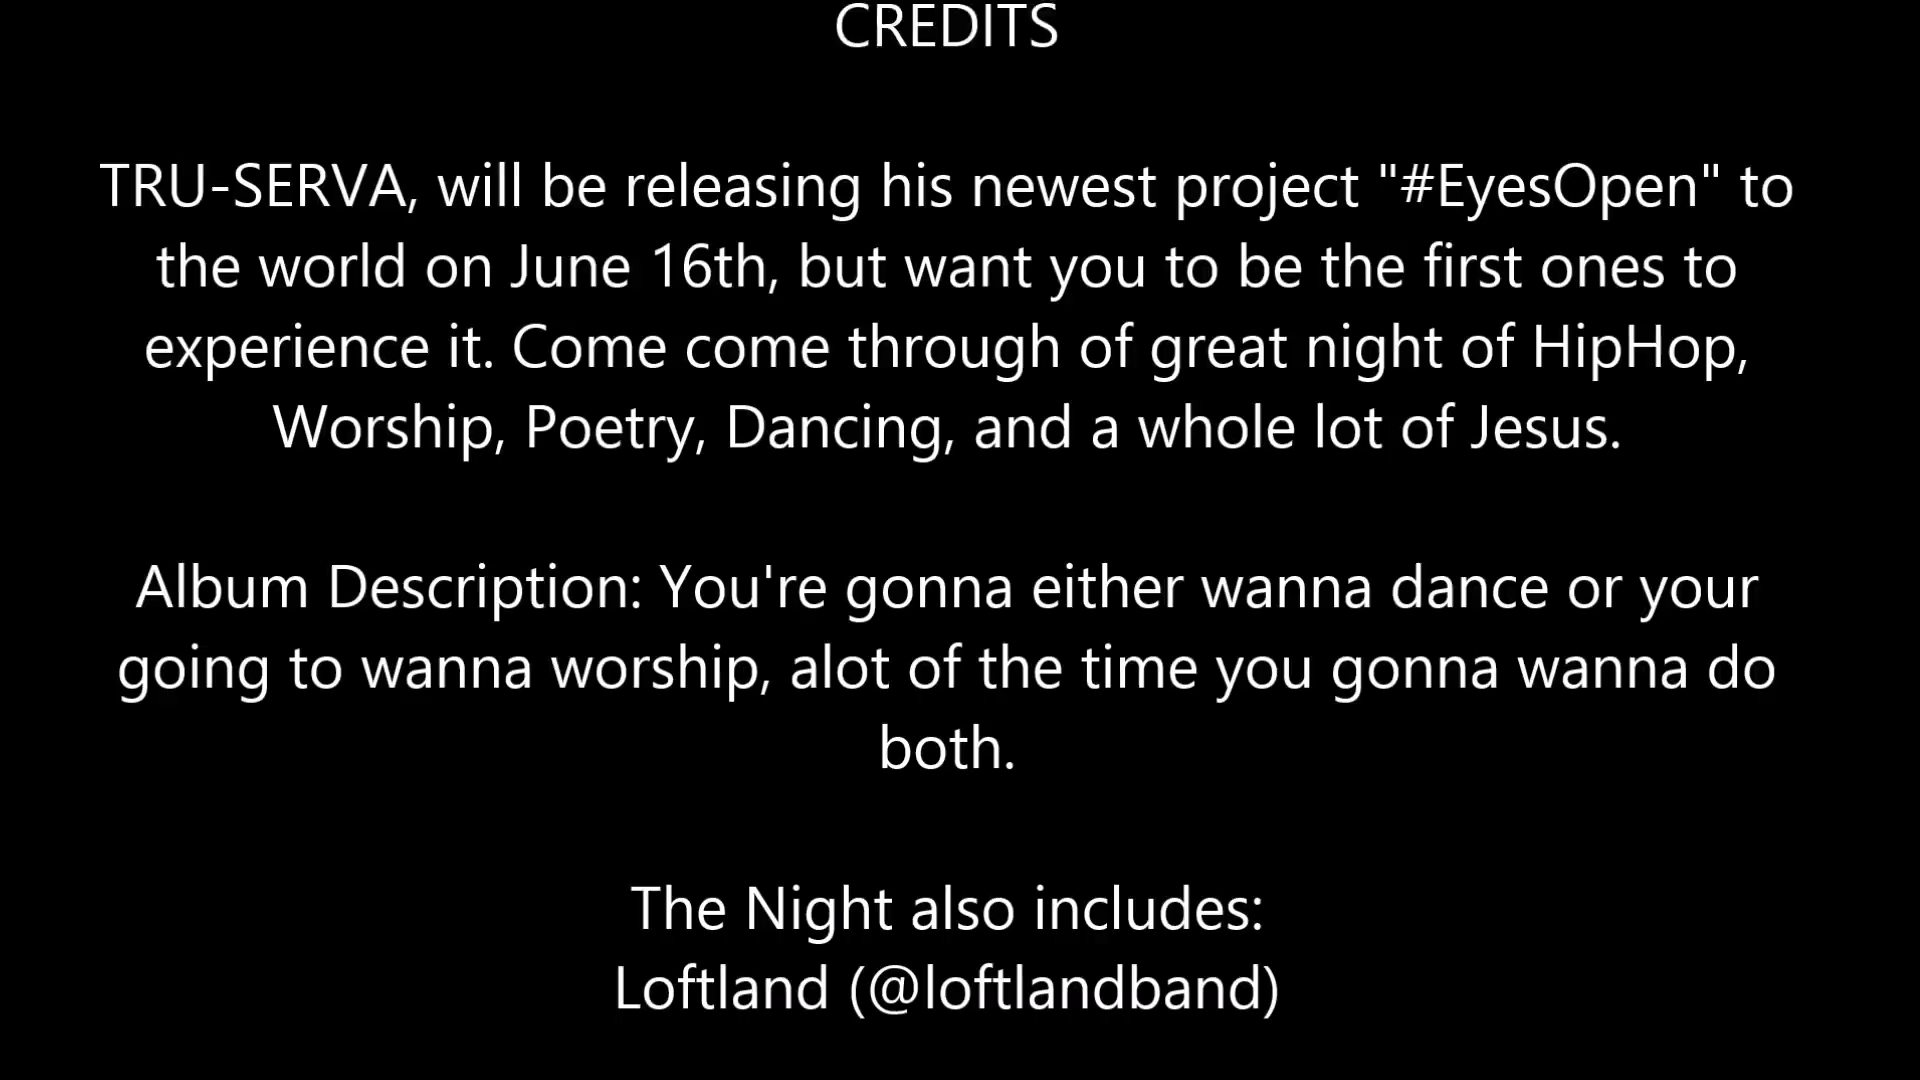 CREDITS
TRU-SERVA, will be releasing his newest project "#EyesOpen" to
the world on June 16th, but want you to be the first ones to
experience it. Come come through of great night of HipHop,
Worship, Poetry, Dancing, and a whole lot of Jesus.
Album Description: You're gonna either wanna dance or your
going to wanna worship, alot of the time you gonna wanna do
both.
The Night also includes:
Loftland (@loftlandband)